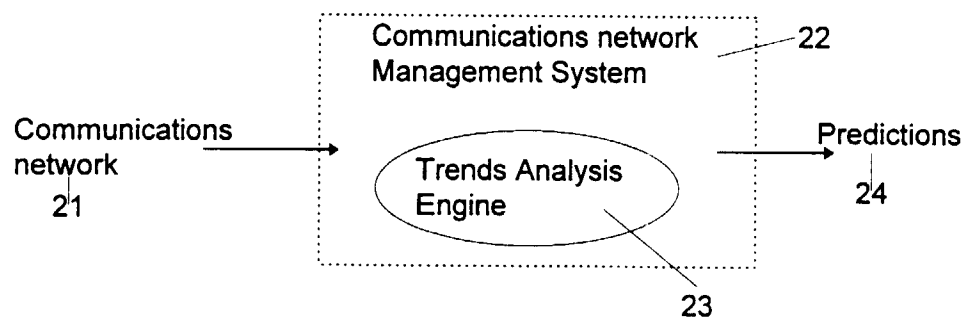 Communications network
Management System
22
Communications
network
21
Trends Analysis
Engine
Predictions
24
23